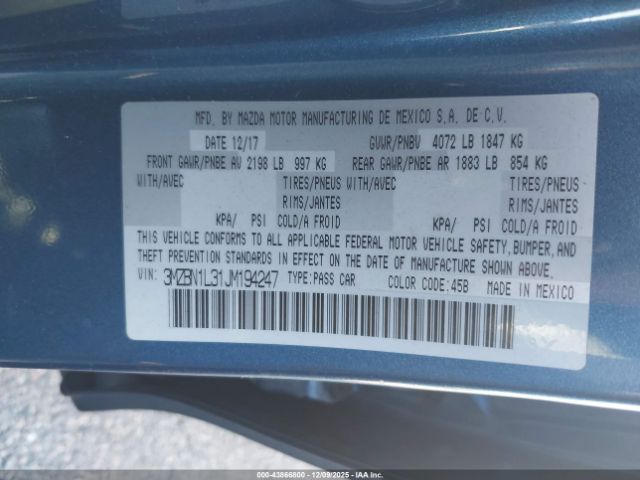 MFD. BY MAZDA MOTOR MANUFACTURING DE MEXICO S.A. DE C.V.
DATE 12/17 GVWR/PNBV 4072 LB 1847 KG
FRONT GAWR/PNBE AV 2198 LB 997 KG REAR GAWR/PNBE AR 1883 LB 854 KG
WITH/AVEC TIRES/PNEUS WITH/AVEC TIRES/PNEUS
RIMS/JANTES RIMS/JANTES
KPA/ PSI COLD/A FROID KPA/ PSI COLD/A FROID
THIS VEHICLE CONFORMS TO ALL APPLICABLE FEDERAL MOTOR VEHICLE SAFETY, BUMPER, AND
THEFT PREVENTION STANDARDS IN EFFECT ON THE DATE OF MANUFACTURE SHOWN ABOVE.
VIN: 3MZBN1L31JM194247 TYPE:PASS CAR COLOR CODE:45B MADE IN MEXICO
000-43866800 - 12/09/2025 - IAA Inc.